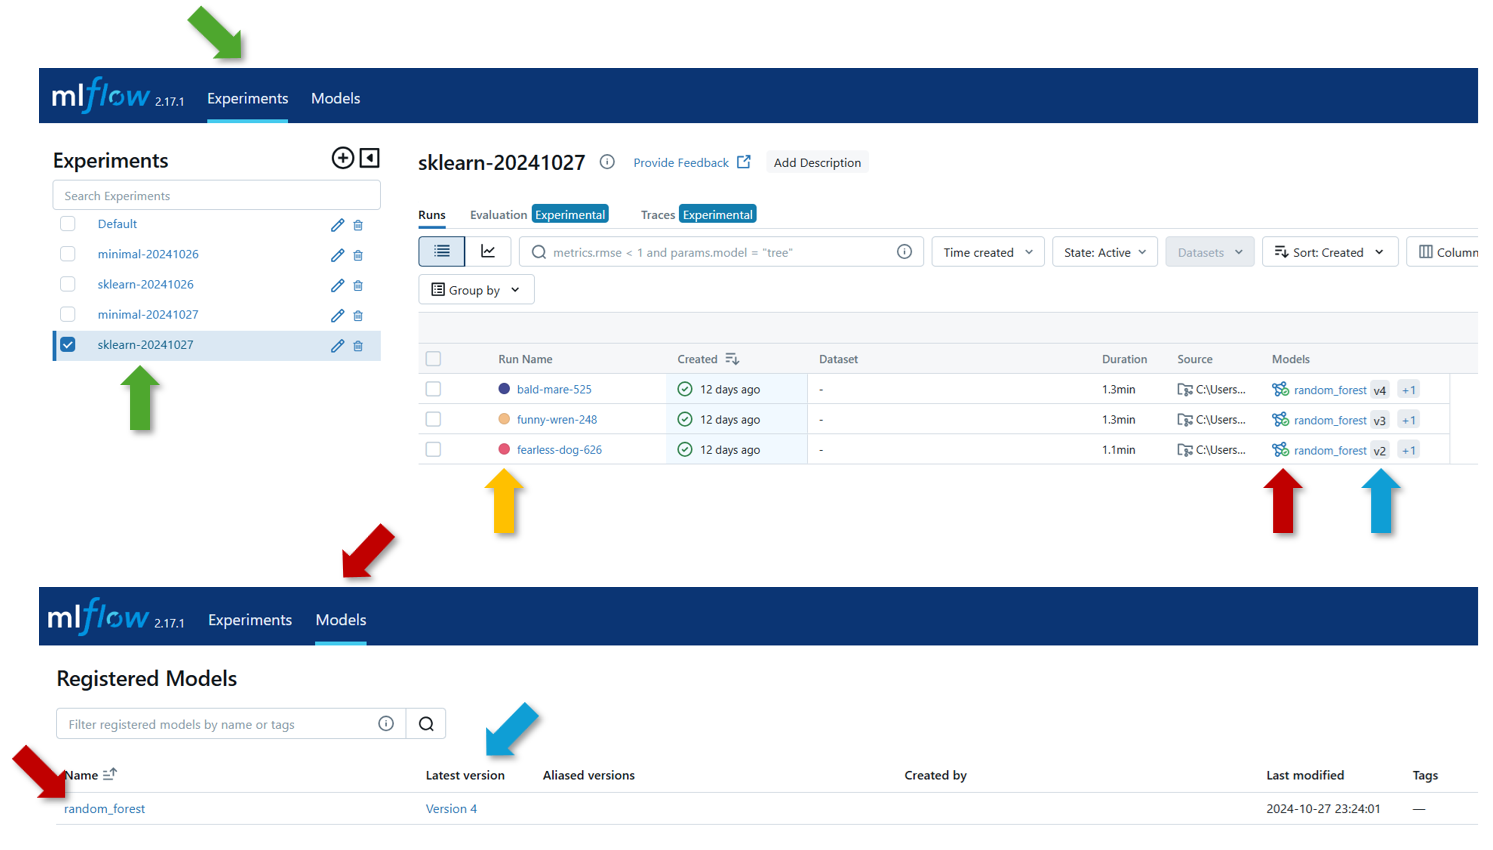 mlflow 2.17.1 Experiments Models
Experiments
Search Experiments
Default
minimal-20241026
sklearn-20241026
minimal-20241027
sklearn-20241027
sklearn-20241027 Provide Feedback Add Description
Runs Evaluation Experimental Traces Experimental
metrics.rmse < 1 and params.model = "tree" Time created State: Active Datasets Sort: Created Column
Group by
Run Name Created Dataset Duration Source Models
bald-mare-525 12 days ago - 1.3min C:\Users... random_forest v4 +1
funny-wren-248 12 days ago - 1.3min C:\Users... random_forest v3 +1
fearless-dog-626 12 days ago - 1.1min C:\Users... random_forest v2 +1
mlflow 2.17.1 Experiments Models
Registered Models
Filter registered models by name or tags
Name Latest version Aliased versions Created by Last modified Tags
random_forest Version 4 2024-10-27 23:24:01 —